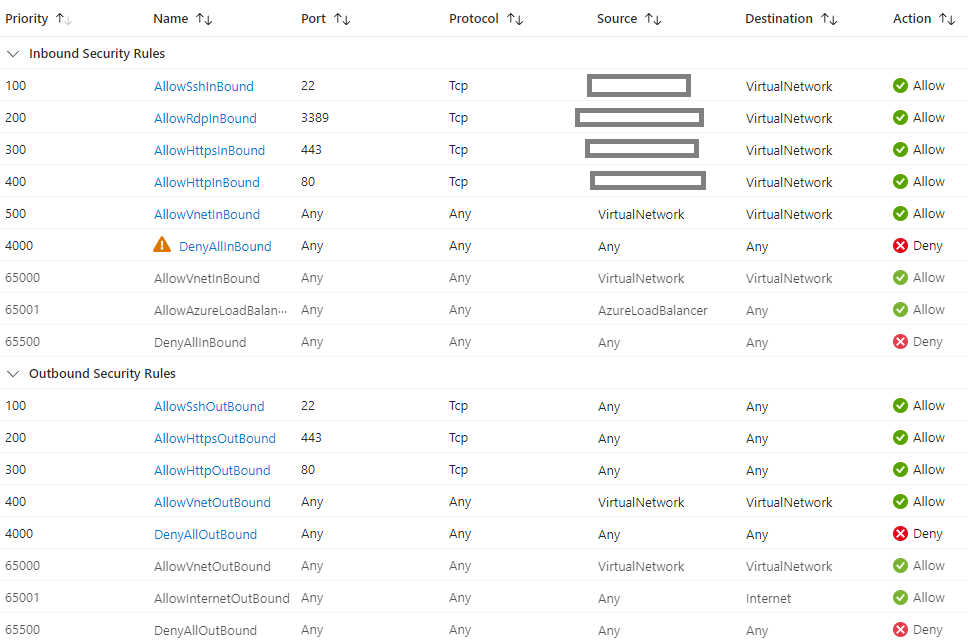 Priority Name Port Protocol Source Destination Action
Inbound Security Rules
100 AllowSshInBound 22 Tcp VirtualNetwork Allow
200 AllowRdpInBound 3389 Tcp VirtualNetwork Allow
300 AllowHttpsInBound 443 Tcp VirtualNetwork Allow
400 AllowHttpInBound 80 Tcp VirtualNetwork Allow
500 AllowVnetInBound Any Any VirtualNetwork VirtualNetwork Allow
4000 DenyAllInBound Any Any Any Any Deny
65000 AllowVnetInBound Any Any VirtualNetwork VirtualNetwork Allow
65001 AllowAzureLoadBalan... Any Any AzureLoadBalancer Any Allow
65500 DenyAllInBound Any Any Any Any Deny
Outbound Security Rules
100 AllowSshOutBound 22 Tcp Any Any Allow
200 AllowHttpsOutBound 443 Tcp Any Any Allow
300 AllowHttpOutBound 80 Tcp Any Any Allow
400 AllowVnetOutBound Any Any VirtualNetwork VirtualNetwork Allow
4000 DenyAllOutBound Any Any Any Any Deny
65000 AllowVnetOutBound Any Any VirtualNetwork VirtualNetwork Allow
65001 AllowInternetOutBound Any Any Any Internet Allow
65500 DenyAllOutBound Any Any Any Any Deny